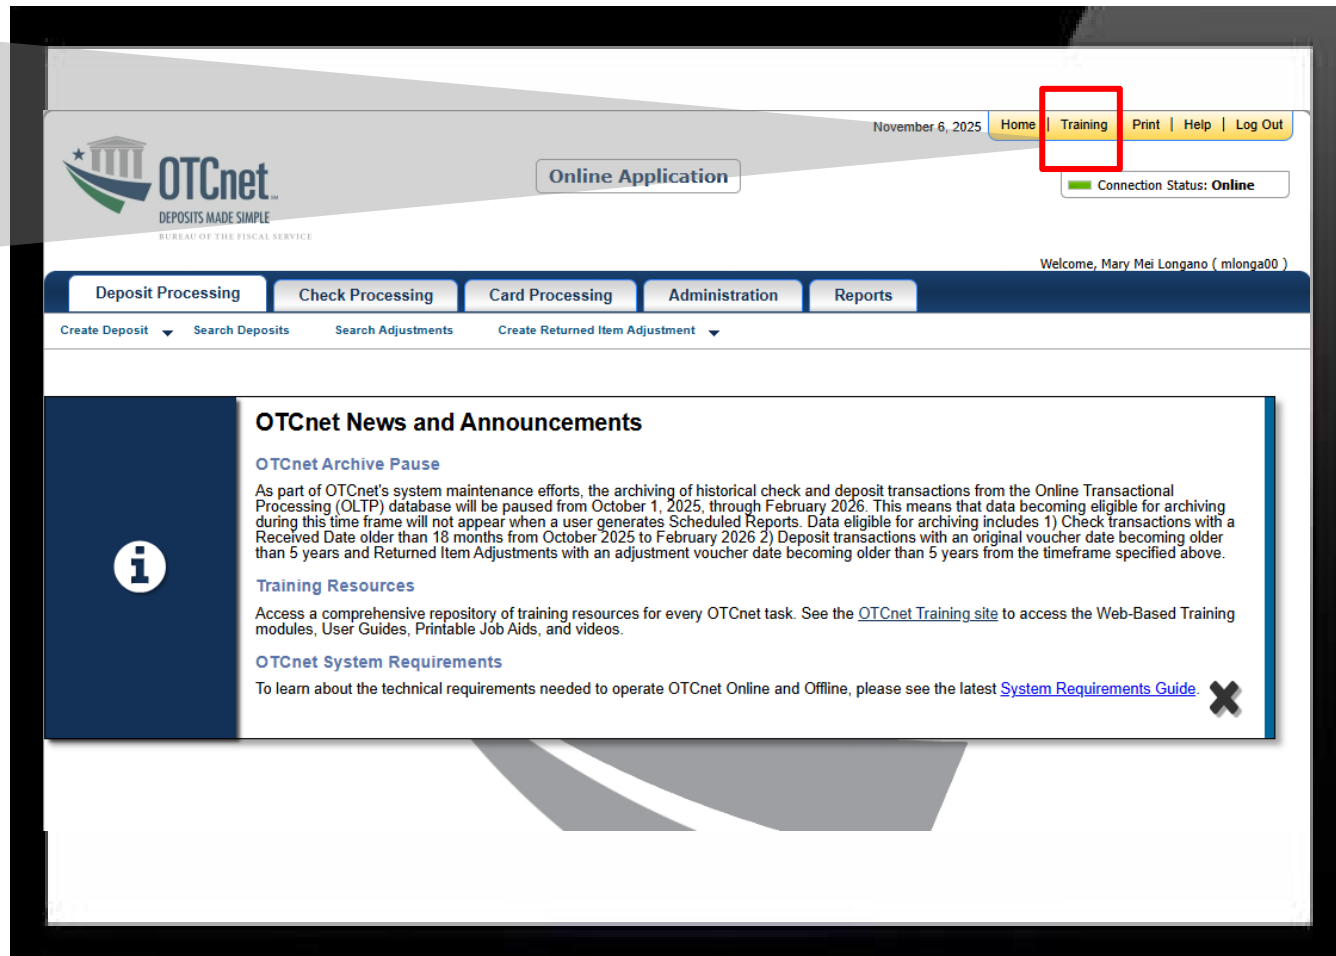 November 6, 2025 Home | Training Print | Help | Log Out
OTCnet
DEPOSITS MADE SIMPLE
BUREAU OF THE FISCAL SERVICE
Online Application
Connection Status: Online
Welcome, Mary Mei Longano ( mlonga00 )
Deposit Processing Check Processing Card Processing Administration Reports
Create Deposit Search Deposits Search Adjustments Create Returned Item Adjustment
OTCnet News and Announcements
OTCnet Archive Pause
As part of OTCnet's system maintenance efforts, the archiving of historical check and deposit transactions from the Online Transactional
Processing (OLTP) database will be paused from October 1, 2025, through February 2026. This means that data becoming eligible for archiving
during this time frame will not appear when a user generates Scheduled Reports. Data eligible for archiving includes 1) Check transactions with a
Received Date older than 18 months from October 2025 to February 2026 2) Deposit transactions with an original voucher date becoming older
than 5 years and Returned Item Adjustments with an adjustment voucher date becoming older than 5 years from the timeframe specified above.
Training Resources
Access a comprehensive repository of training resources for every OTCnet task. See the OTCnet Training site to access the Web-Based Training
modules, User Guides, Printable Job Aids, and videos.
OTCnet System Requirements
To learn about the technical requirements needed to operate OTCnet Online and Offline, please see the latest System Requirements Guide.